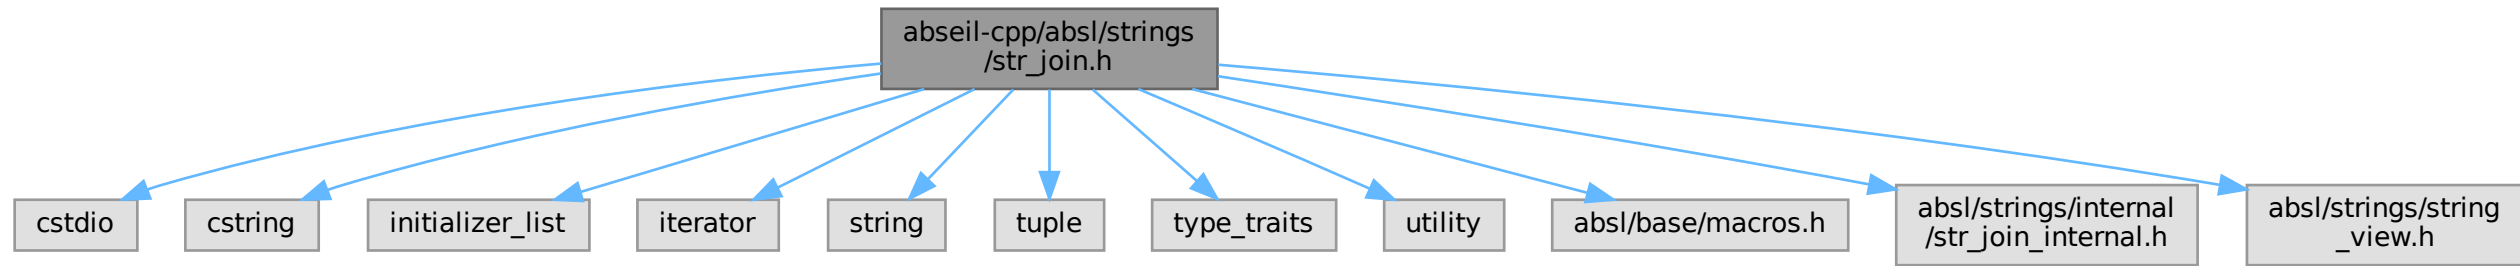 abseil-cpp/absl/strings
/str_join.h
cstdio
cstring
initializer_list
iterator
string
tuple
type_traits
utility
absl/base/macros.h
absl/strings/internal
/str_join_internal.h
absl/strings/string
_view.h